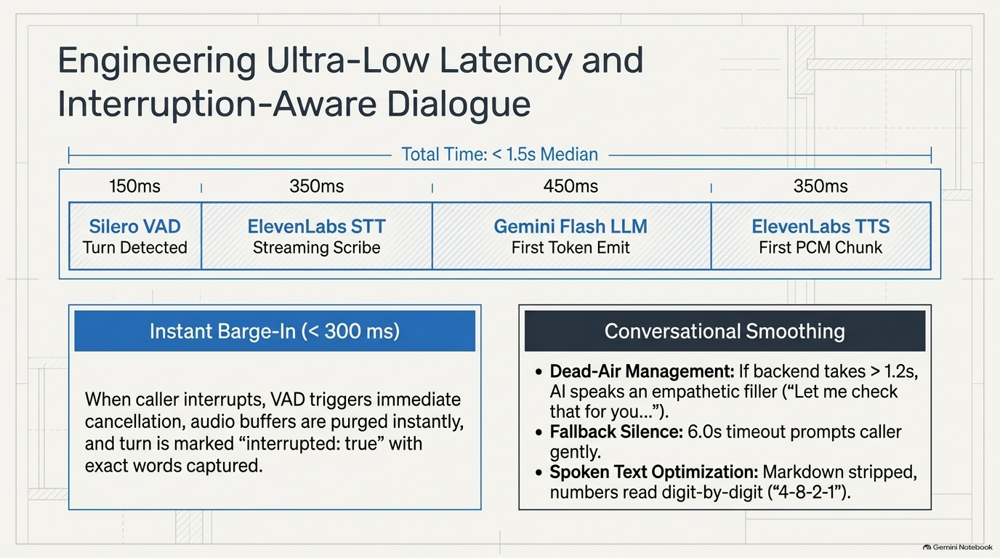 Engineering Ultra-Low Latency and
Interruption-Aware Dialogue
Total Time: < 1.5s Median
150ms
350ms
450ms
350ms
Silero VAD
Turn Detected
ElevenLabs STT
Streaming Scribe
Gemini Flash LLM
First Token Emit
ElevenLabs TTS
First PCM Chunk
Instant Barge-In (< 300 ms)
When caller interrupts, VAD triggers immediate
cancellation, audio buffers are purged instantly,
and turn is marked “interrupted: true” with
exact words captured.
Conversational Smoothing
• Dead-Air Management: If backend takes > 1.2s,
AI speaks an empathetic filler (“Let me check
that for you...”).
• Fallback Silence: 6.0s timeout prompts caller
gently.
• Spoken Text Optimization: Markdown stripped,
numbers read digit-by-digit (“4-8-2-1”).
Gemini Notebook